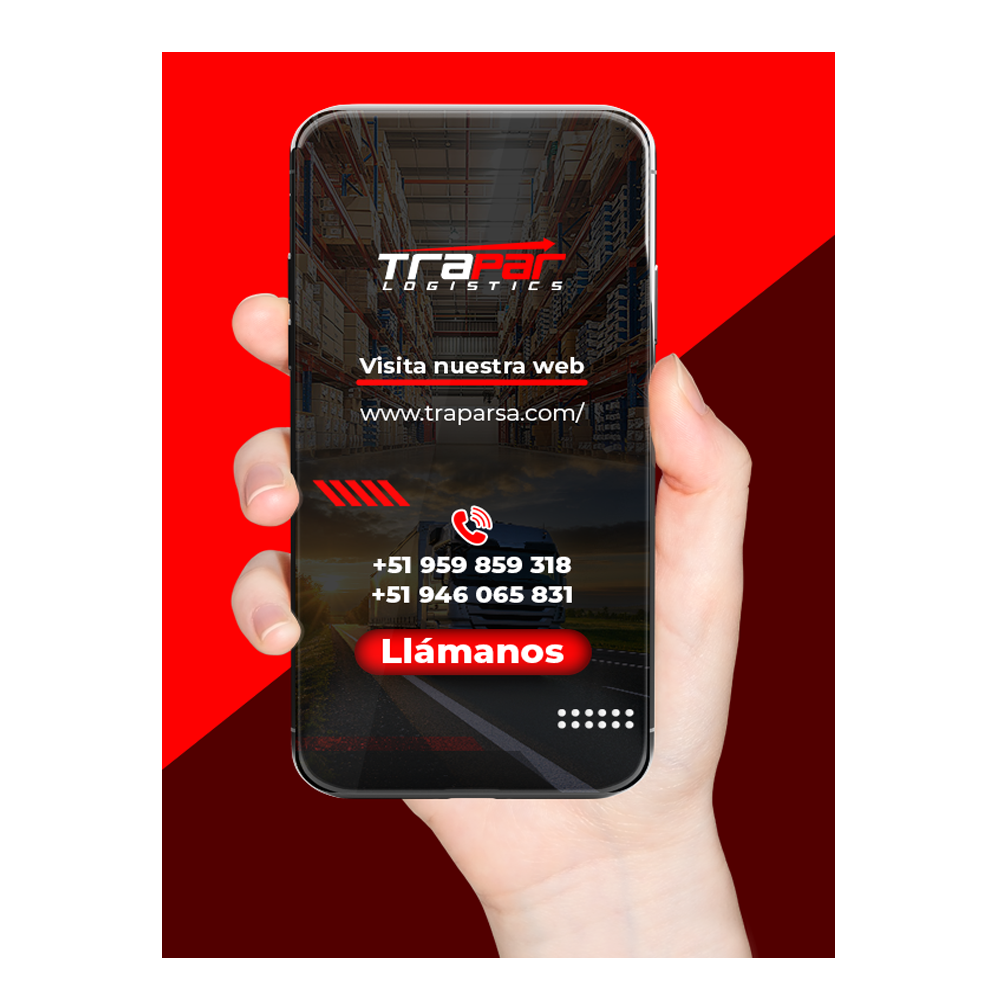 Trapar
LOGISTICS
Visita nuestra web
www.traparsa.com/
+51 959 859 318
+51 946 065 831
Llámanos